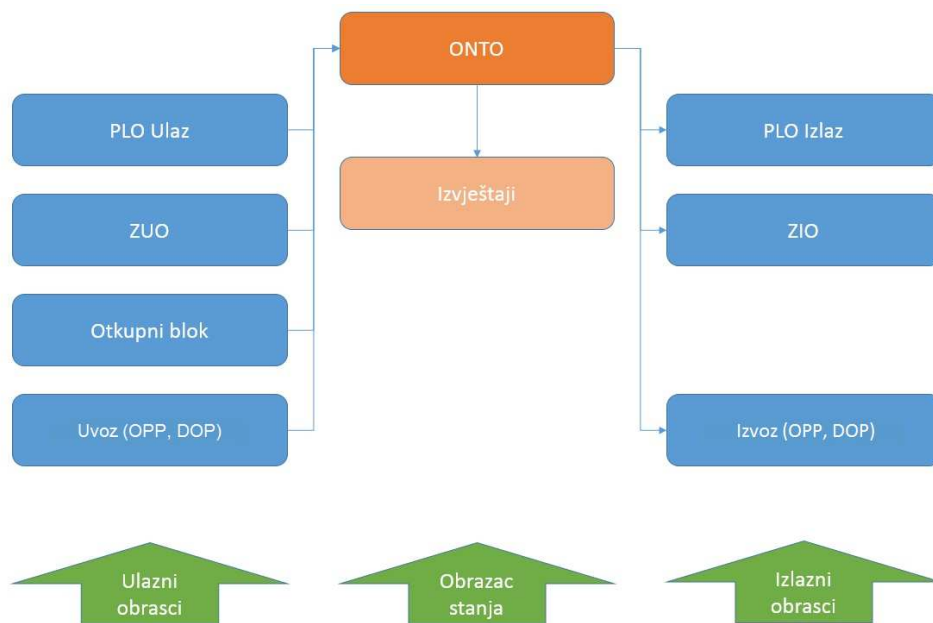 ONTO
PLO Ulaz
PLO Izlaz
Izvještaji
ZUO
ZIO
Otkupni blok
Uvoz (OPP, DOP)
Izvoz (OPP, DOP)
Ulazni
obrasci
Obrazac
stanja
Izlazni
obrasci